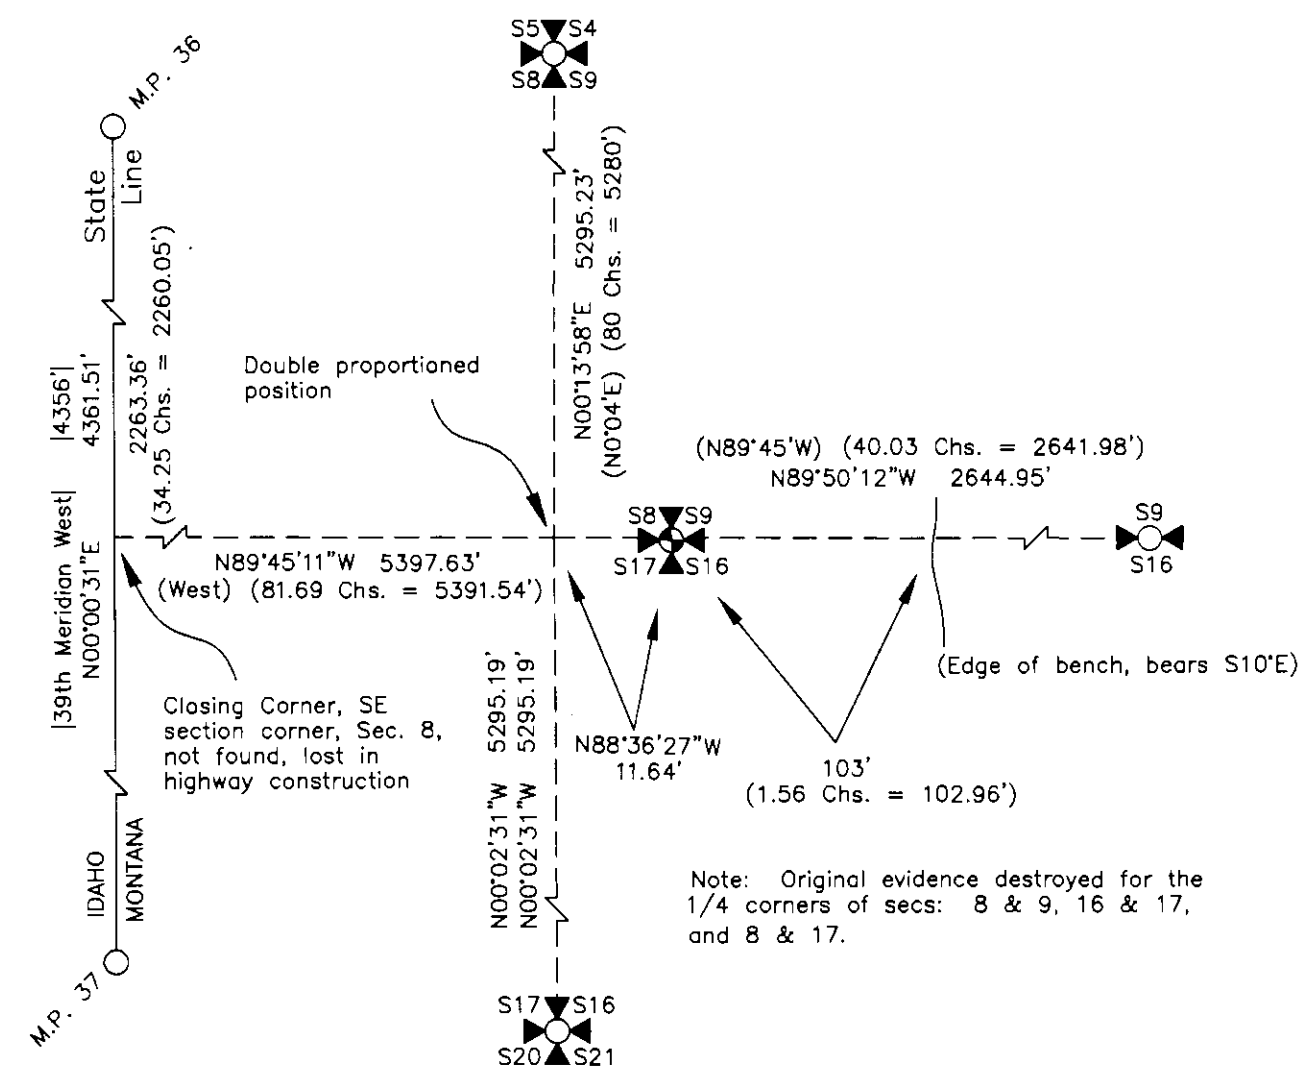 S5 S4
S8 S9
M.P. 36
State
Line
|4356'|
4361.51'
2263.36'
(34.25 Chs. = 2260.05')
|39th Meridian West|
N00°00'31"E
N00°13'58"E 5295.23'
(N0°04'E) (80 Chs. = 5280')
Double proportioned
position
(N89°45'W) (40.03 Chs. = 2641.98')
N89°50'12"W 2644.95'
S8 S9
S17 S16
S9
S16
N89°45'11"W 5397.63'
(West) (81.69 Chs. = 5391.54')
(Edge of bench, bears S10°E)
Closing Corner, SE
section corner, Sec. 8,
not found, lost in
highway construction
N88°36'27"W
11.64'
103'
(1.56 Chs. = 102.96')
N00°02'31"W 5295.19'
N00°02'31"W 5295.19'
IDAHO
MONTANA
Note: Original evidence destroyed for the
1/4 corners of secs: 8 & 9, 16 & 17,
and 8 & 17.
M.P. 37
S17 S16
S20 S21